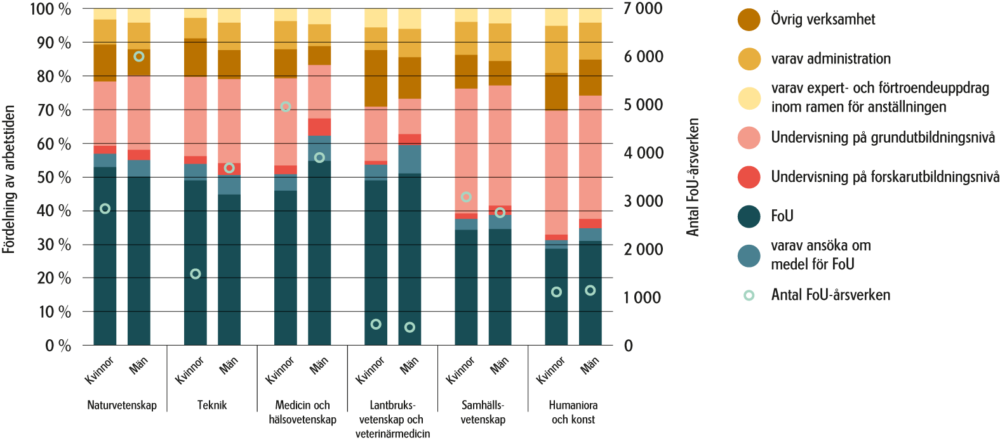 Fördelning av arbetstiden
100 %
90 %
80 %
70 %
60 %
50 %
40 %
30 %
20 %
10 %
0 %
7 000
6 000
5 000
4 000
3 000
2 000
1 000
0
Antal FoU-årsverken
Kvinnor
Män
Kvinnor
Män
Kvinnor
Män
Kvinnor
Män
Kvinnor
Män
Kvinnor
Män
Naturvetenskap
Teknik
Medicin och
hälsovetenskap
Lantbruks-
vetenskap och
veterinärmedicin
Samhälls-
vetenskap
Humaniora
och konst
Övrig verksamhet
varav administration
varav expert- och förtroendeuppdrag
inom ramen för anställningen
Undervisning på grundutbildningsnivå
Undervisning på forskarutbildningsnivå
FoU
varav ansöka om
medel för FoU
Antal FoU-årsverken